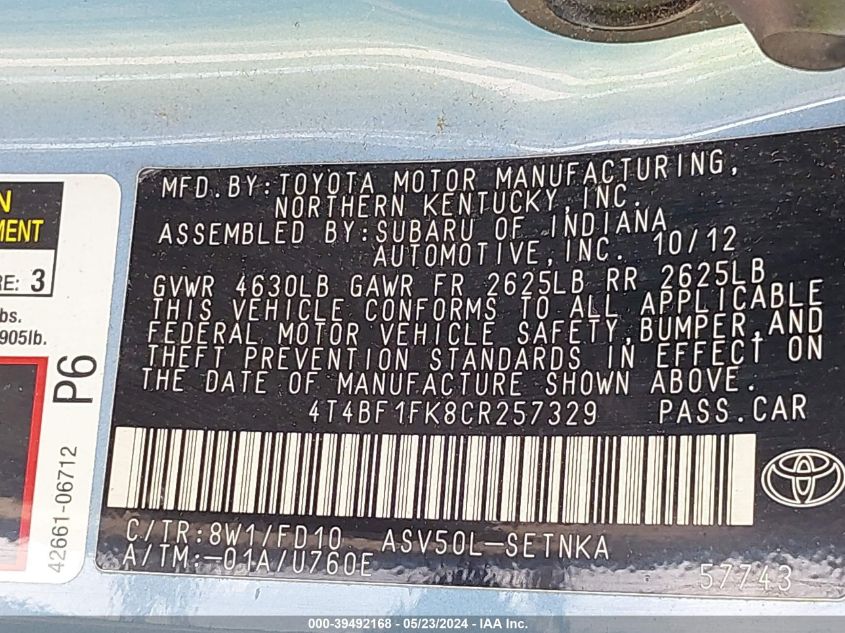 MFD.BY:TOYOTA MOTOR MANUFACTURING,
NORTHERN KENTUCKY,INC.
ASSEMBLED BY:SUBARU OF INDIANA
AUTOMOTIVE,INC. 10/12
GVWR 4630LB GAWR FR 2625LB RR 2625LB
THIS VEHICLE CONFORMS TO ALL APPLICABLE
FEDERAL MOTOR VEHICLE SAFETY,BUMPER,AND
THEFT PREVENTION STANDARDS IN EFFECT ON
THE DATE OF MANUFACTURE SHOWN ABOVE.
4T4BF1FK8CR257329 PASS.CAR
C/TR:8W1/FD10 ASV50L-SETNKA
A/TM:-01A/U760E
57743
RE: 3
bs.
905lb.
P6
42661-06712
000-39492168 - 05/23/2024 - IAA Inc.